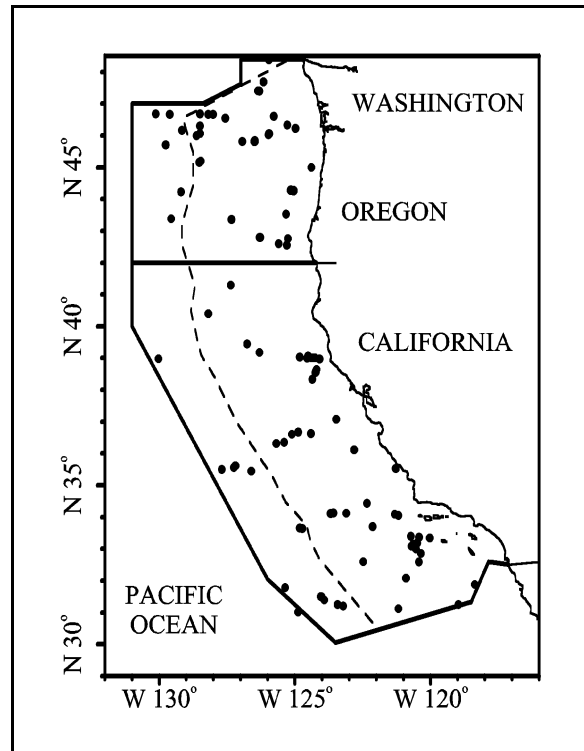 WASHINGTON
N 45°
OREGON
N 40°
CALIFORNIA
N 35°
PACIFIC
OCEAN
N 30°
W 130°
W 125°
W 120°